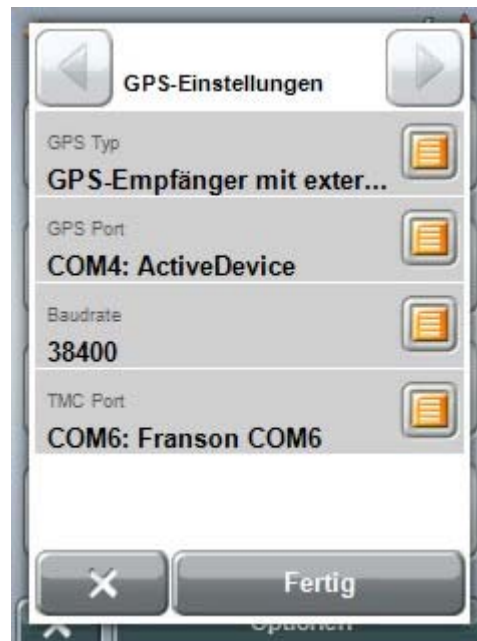 GPS-Einstellungen
GPS Typ
GPS-Empfänger mit exter...
GPS Port
COM4: ActiveDevice
Baudrate
38400
TMC Port
COM6: Franson COM6
Fertig
Optionen